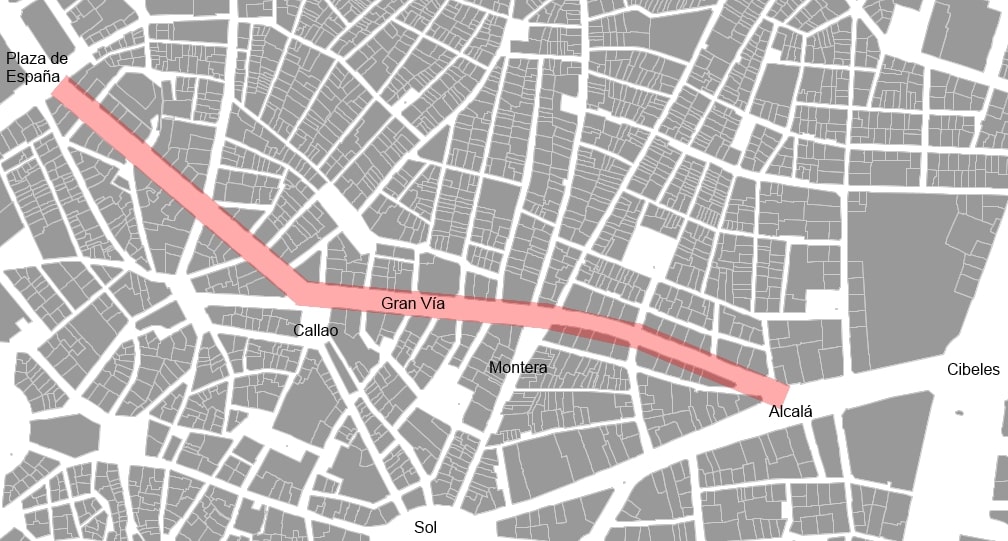 Plaza de
España
Gran Vía
Callao
Montera
Cibeles
Alcalá
Sol